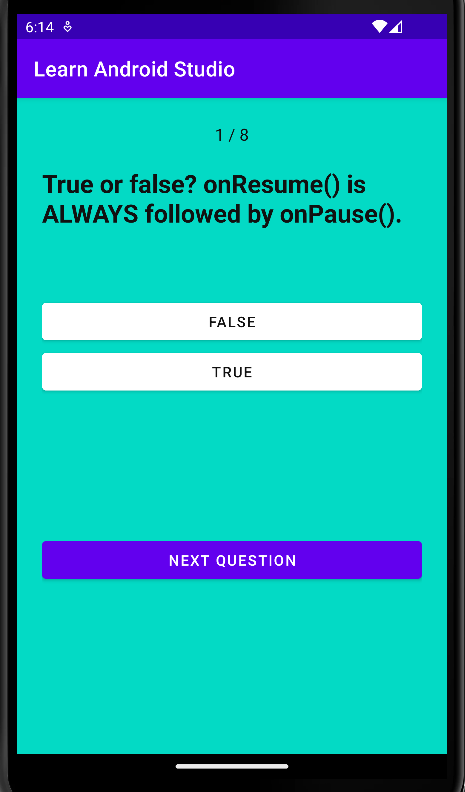 6:14
Learn Android Studio
1 / 8
True or false? onResume() is
ALWAYS followed by onPause().
FALSE
TRUE
NEXT QUESTION